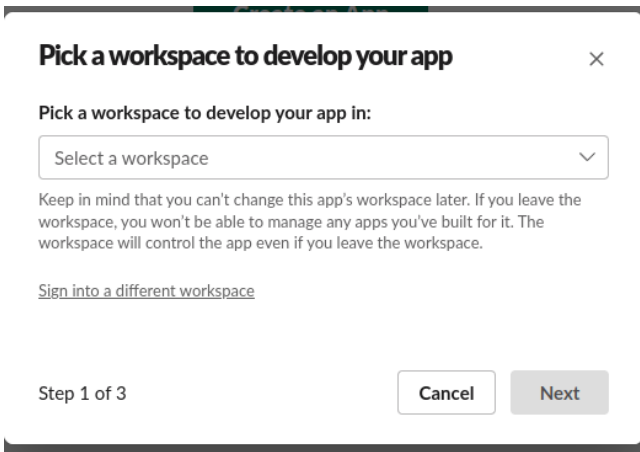 Create an App
Pick a workspace to develop your app
Pick a workspace to develop your app in:
Select a workspace
Keep in mind that you can't change this app's workspace later. If you leave the
workspace, you won't be able to manage any apps you've built for it. The
workspace will control the app even if you leave the workspace.
Sign into a different workspace
Step 1 of 3
Cancel
Next